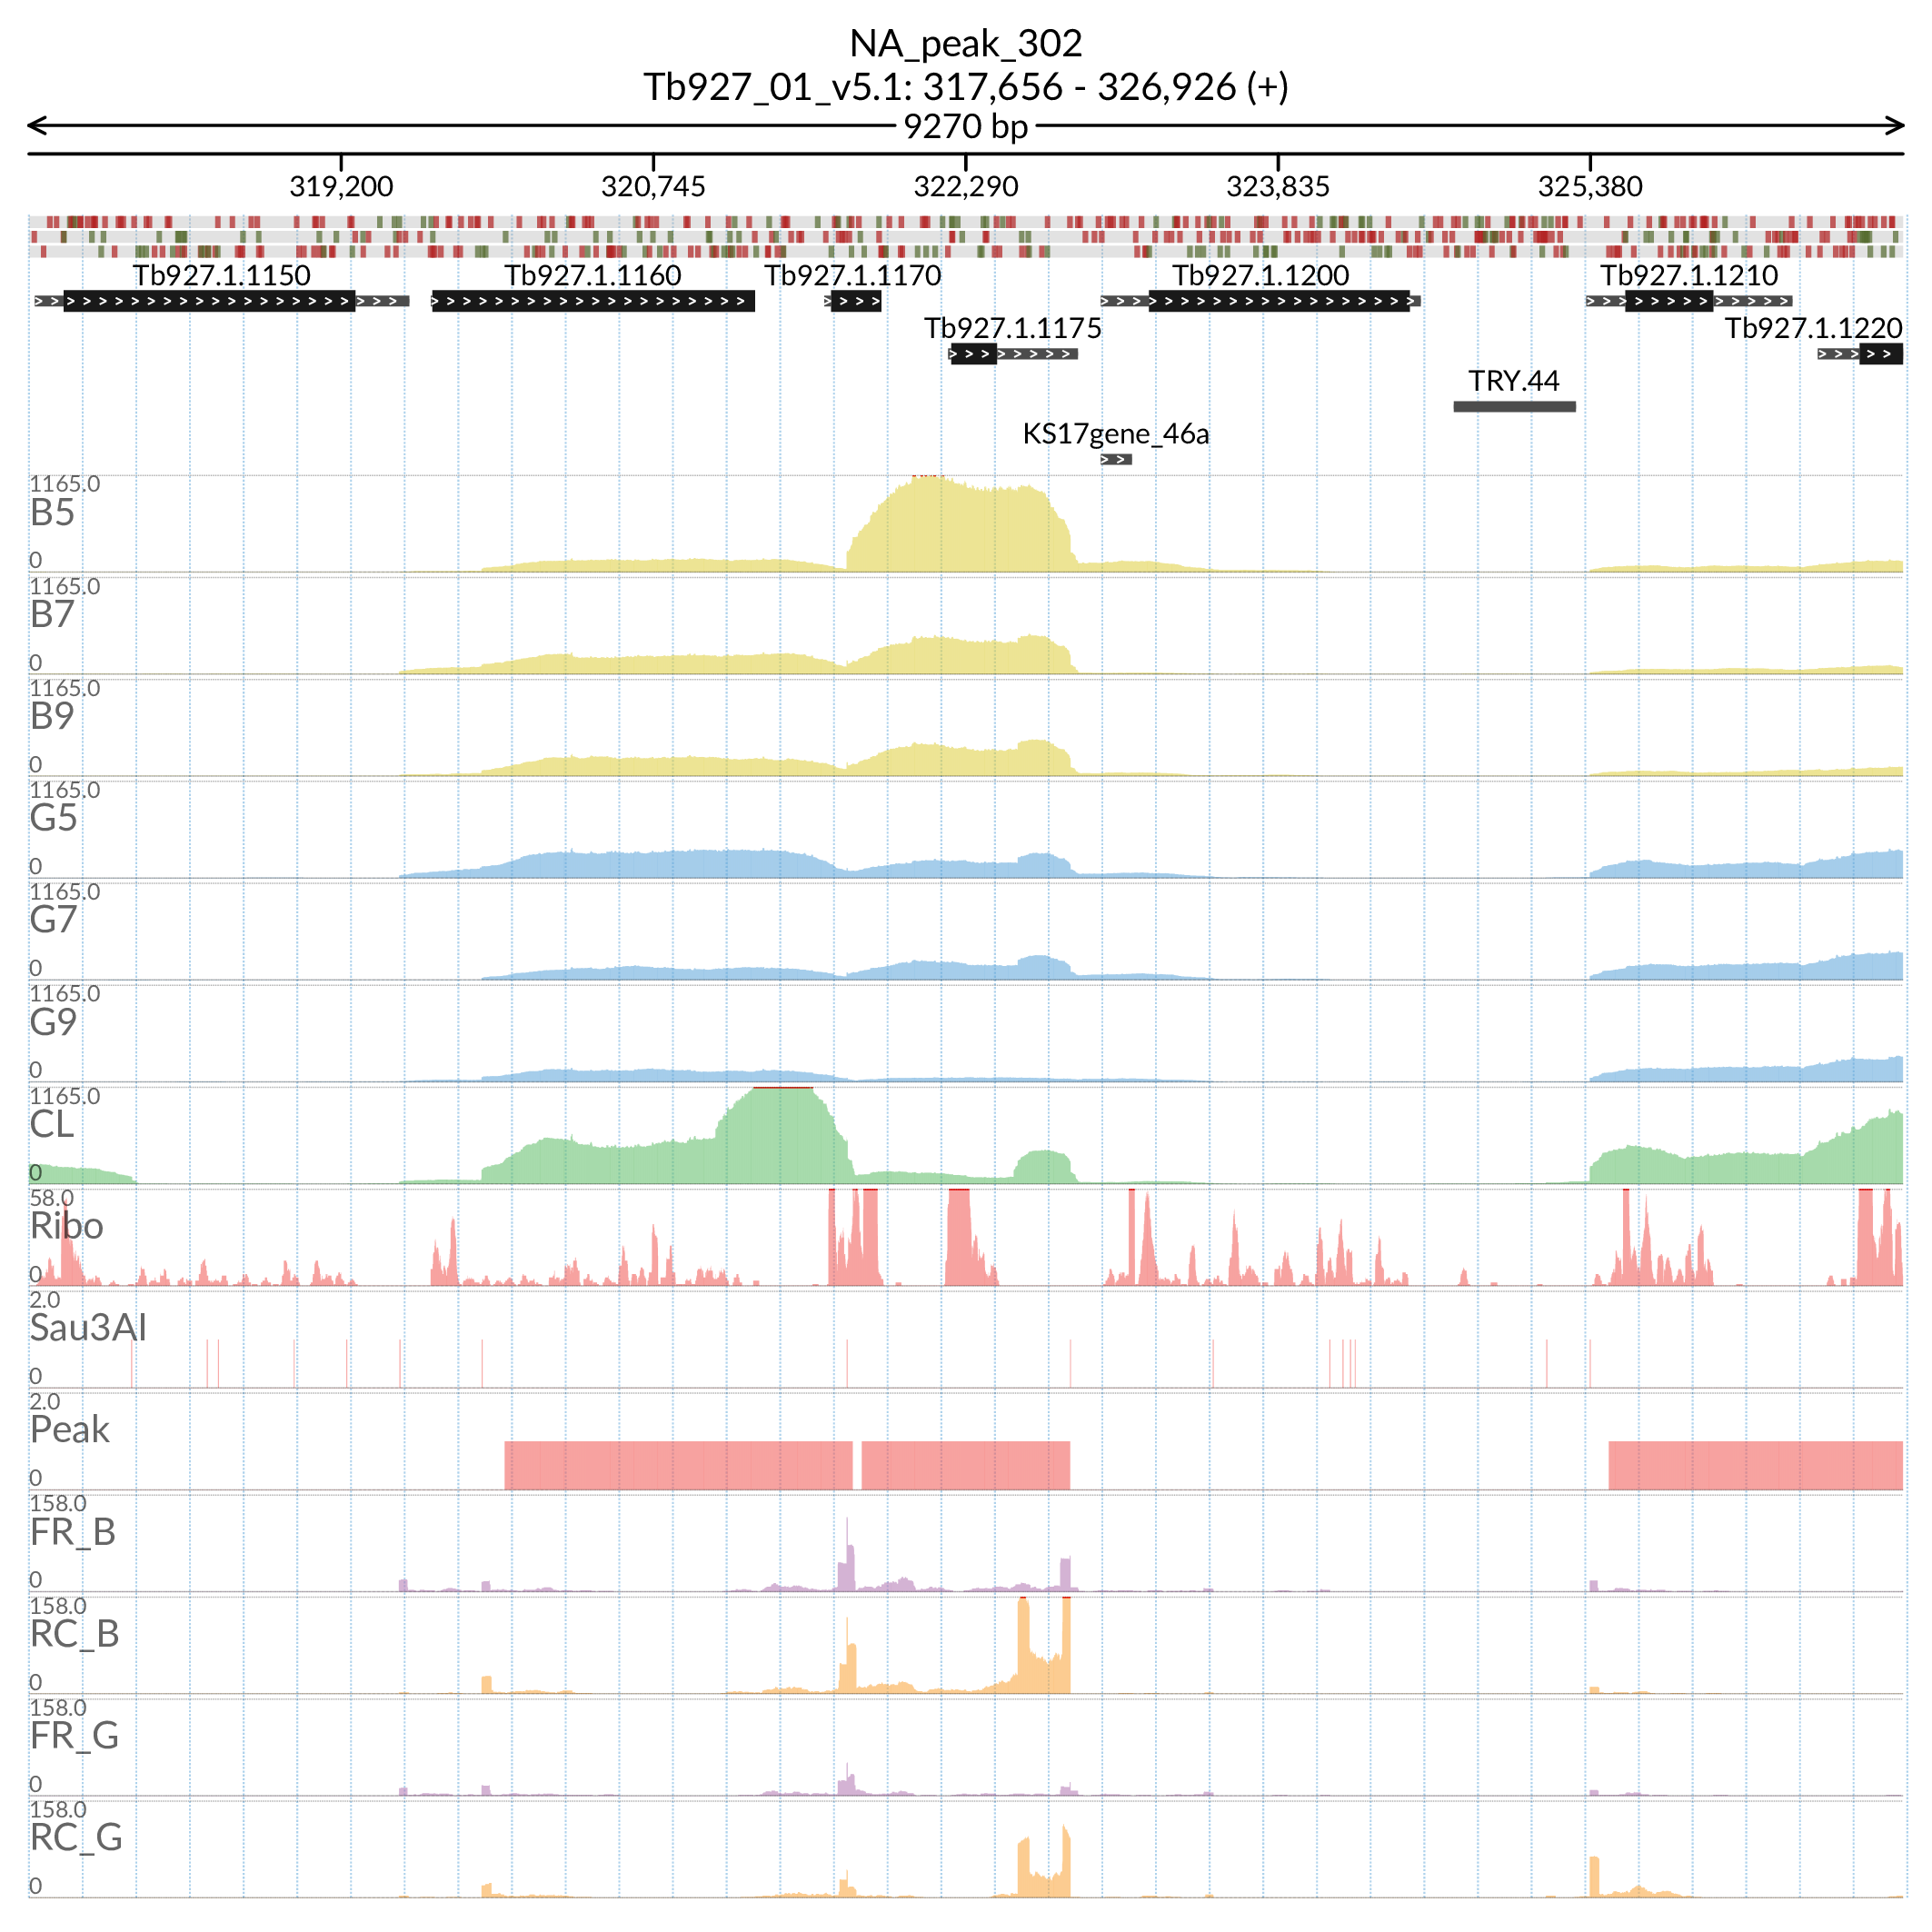 NA_peak_302
Tb927_01_v5.1: 317,656 - 326,926 (+)
9270 bp
319,200 320,745 322,290 323,835 325,380
Tb927.1.1150 Tb927.1.1160 Tb927.1.1170 Tb927.1.1200 Tb927.1.1210
Tb927.1.1175 Tb927.1.1220
TRY.44
KS17gene_46a
1165.0
B5
0
1165.0
B7
0
1165.0
B9
0
1165.0
G5
0
1165.0
G7
0
1165.0
G9
0
1165.0
CL
0
58.0
Ribo
0
2.0
Sau3AI
0
2.0
Peak
0
158.0
FR_B
0
158.0
RC_B
0
158.0
FR_G
0
158.0
RC_G
0